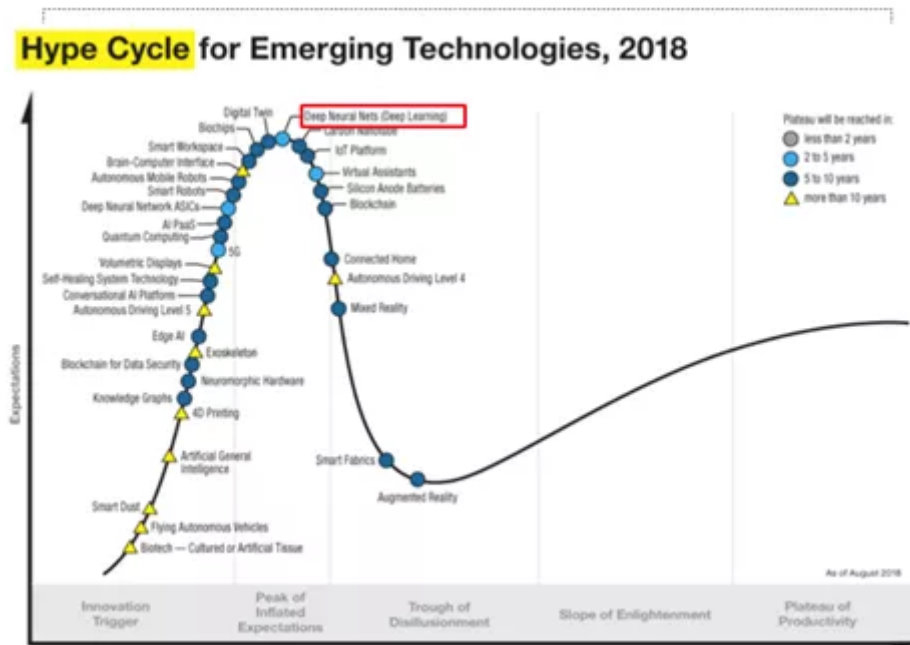 Hype Cycle for Emerging Technologies, 2018
Expectations
Digital Twin
Biochips
Smart Workspace
Brain-Computer Interface
Autonomous Mobile Robots
Smart Robots
Deep Neural Network ASICs
AI PaaS
Quantum Computing
5G
Volumetric Displays
Self-Healing System Technology
Conversational AI Platform
Autonomous Driving Level 5
Edge AI
Exoskeleton
Blockchain for Data Security
Neuromorphic Hardware
Knowledge Graphs
4D Printing
Artificial General
Intelligence
Smart Dust
Flying Autonomous Vehicles
Biotech — Cultured or Artificial Tissue
Deep Neural Nets (Deep Learning)
Carbon Nanotube
IoT Platform
Virtual Assistants
Silicon Anode Batteries
Blockchain
Connected Home
Autonomous Driving Level 4
Mixed Reality
Smart Fabrics
Augmented Reality
Plateau will be reached in:
less than 2 years
2 to 5 years
5 to 10 years
more than 10 years
As of August 2018
Innovation
Trigger
Peak of
Inflated
Expectations
Trough of
Disillusionment
Slope of Enlightenment
Plateau of
Productivity